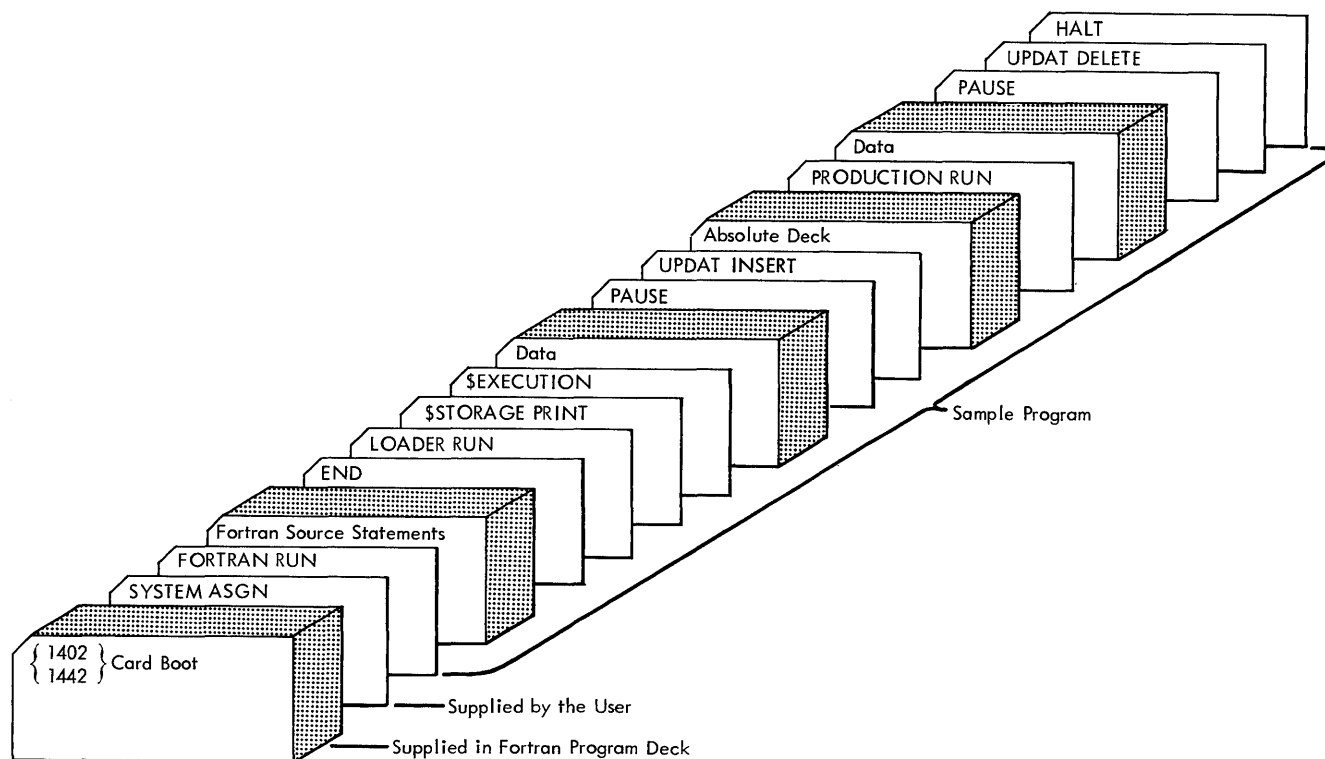 HALT
UPDAT DELETE
PAUSE
Data
PRODUCTION RUN
Absolute Deck
UPDAT INSERT
PAUSE
Data
$EXECUTION
$STORAGE PRINT
LOADER RUN
END
Fortran Source Statements
FORTRAN RUN
SYSTEM ASGN
{ 1402 } Card Boot
{ 1442 }
Sample Program
Supplied by the User
Supplied in Fortran Program Deck